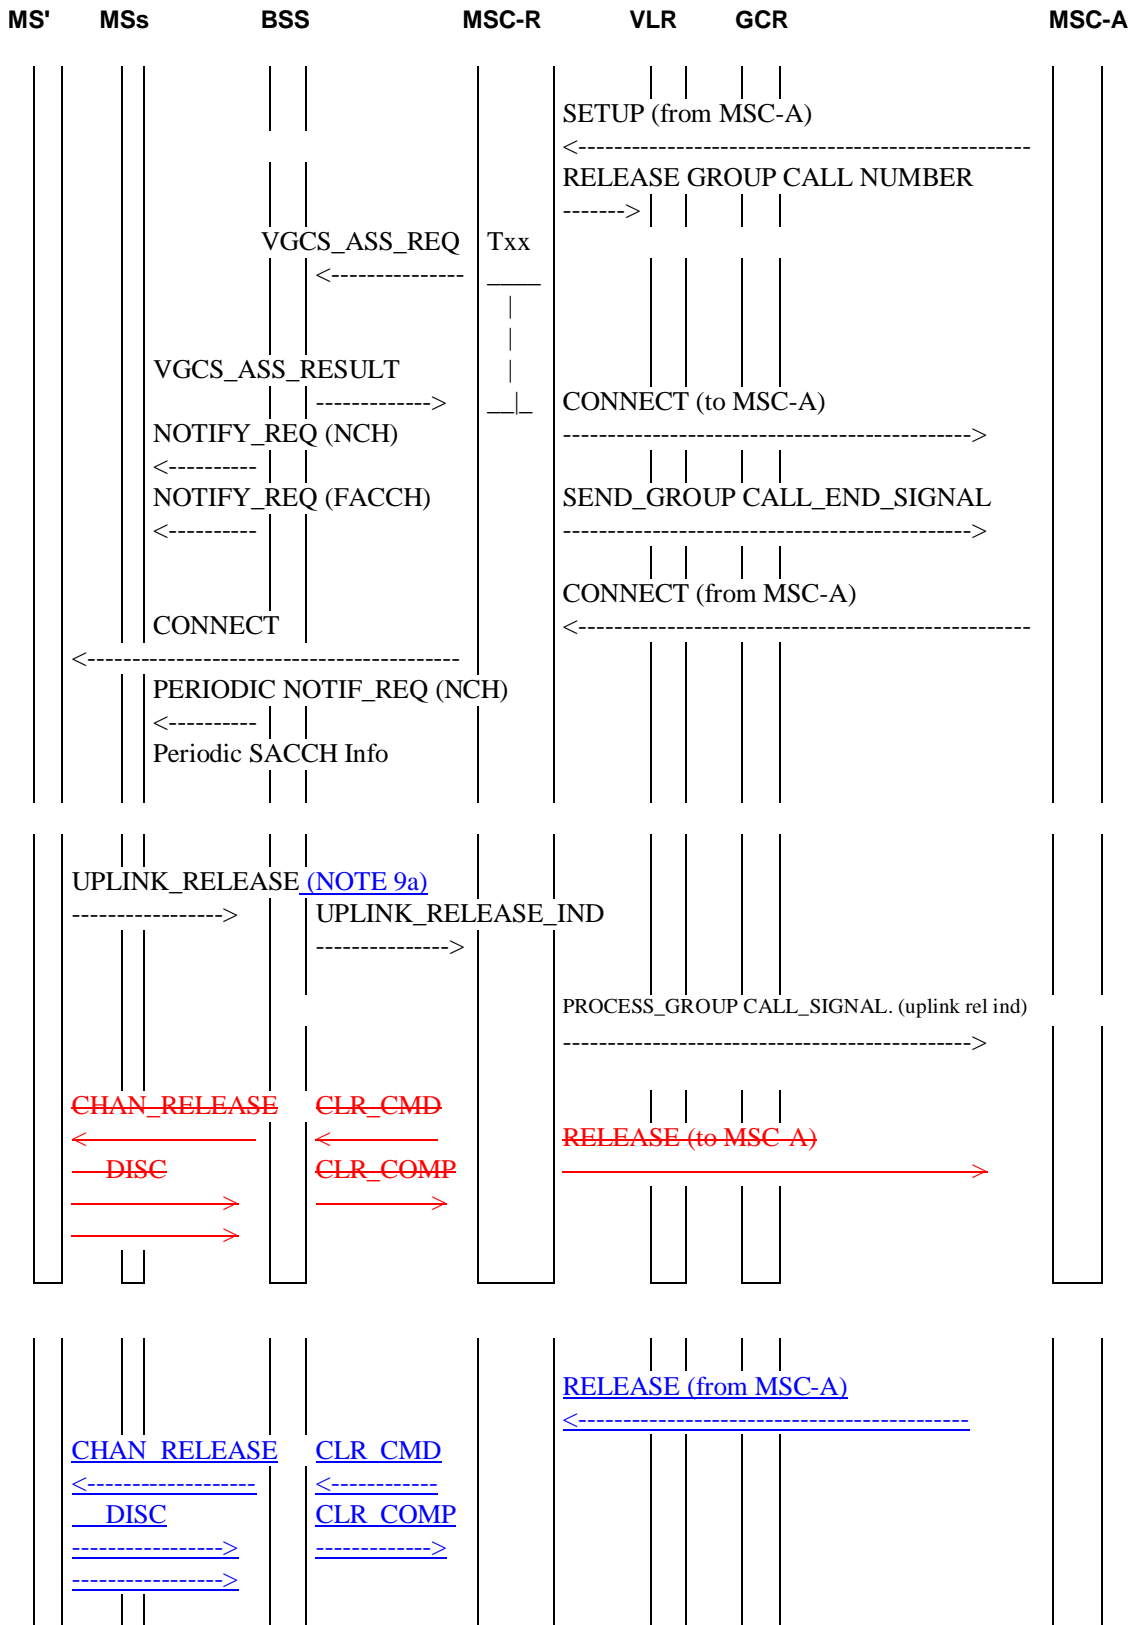 MS' MSs BSS MSC-R VLR GCR MSC-A
SETUP (from MSC-A)
<--------------------------------------------------
RELEASE GROUP CALL NUMBER
------->
VGCS_ASS_REQ Txx
<--------------- ____
|
|
VGCS_ASS_RESULT |
-------------> __|_ CONNECT (to MSC-A)
NOTIFY_REQ (NCH) --------------------------------------------->
<----------
NOTIFY_REQ (FACCH) SEND_GROUP CALL_END_SIGNAL
<---------- --------------------------------------------->
CONNECT (from MSC-A)
CONNECT <--------------------------------------------------
<-----------------------------------------
PERIODIC NOTIF_REQ (NCH)
<----------
Periodic SACCH Info
UPLINK_RELEASE (NOTE 9a)
-----------------> UPLINK_RELEASE_IND
--------------->
PROCESS_GROUP CALL_SIGNAL. (uplink rel ind)
--------------------------------------------->
CHAN_RELEASE CLR_CMD
<------------------- <------------- RELEASE (to MSC-A)
DISC CLR_COMP --------------------------------------------->
-----------------> ------------->
----------------->
RELEASE (from MSC-A)
<-------------------------------------------
CHAN_RELEASE CLR_CMD
<------------------- <------------
DISC CLR_COMP
-----------------> ------------->
----------------->